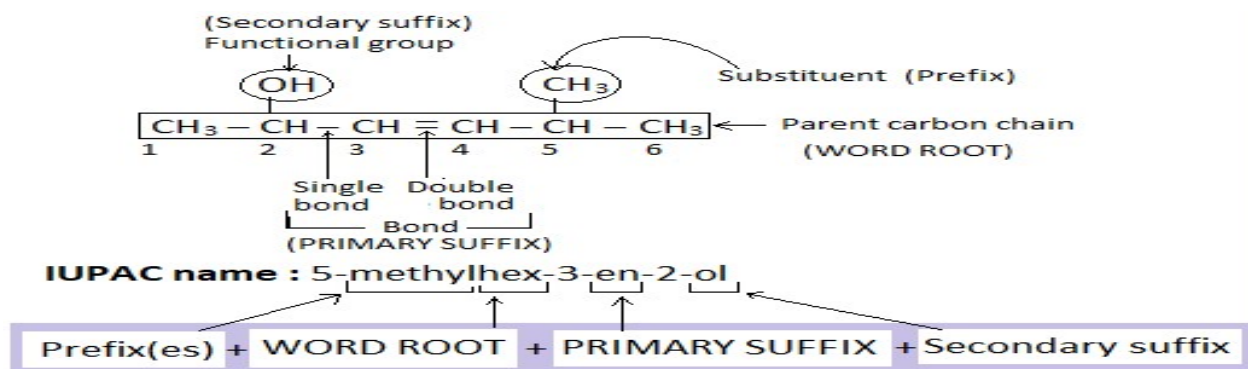 (Secondary suffix)
Functional group
OH
CH₃
Substituent (Prefix)
CH₃ – CH – CH = CH – CH – CH₃
Parent carbon chain
1 2 3 4 5 6
(WORD ROOT)
Single Double
bond bond
Bond
(PRIMARY SUFFIX)
IUPAC name : 5-methylhex-3-en-2-ol
Prefix(es) + WORD ROOT + PRIMARY SUFFIX + Secondary suffix